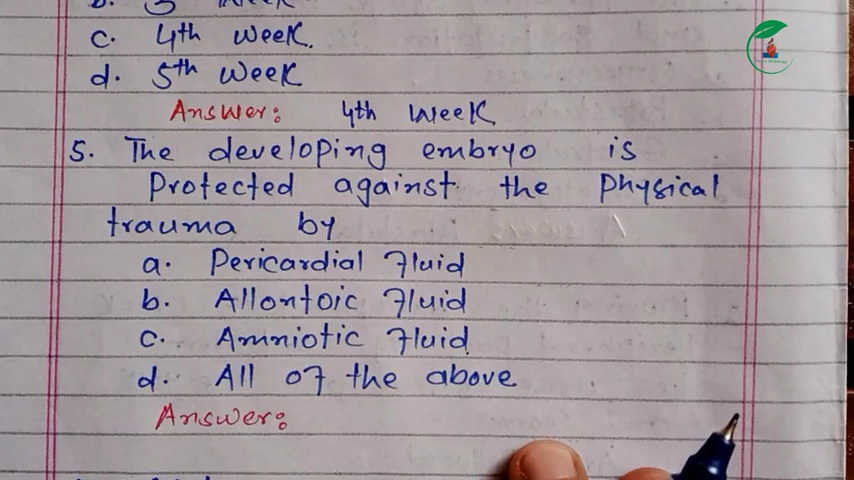 c. 4th Week.
d. 5th Week
Answer: 4th Week
5. The developing embryo is
Protected against the Physical
trauma by
a. Pericardial Fluid
b. Allontoic Fluid
c. Amniotic Fluid
d. All of the above
Answer: